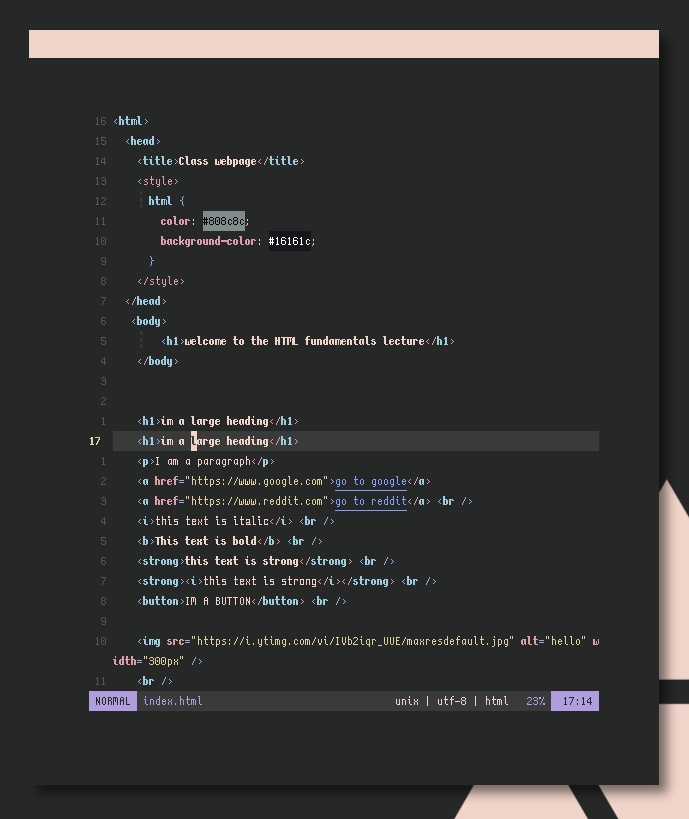 16 <html>
15 <head>
14 <title>Class webpage</title>
13 <style>
12 html {
11 color: #808c8c;
10 background-color: #16161c;
9 }
8 </style>
7 </head>
6 <body>
5 <h1>welcome to the HTML fundamentals lecture</h1>
4 </body>
3
2
1 <h1>im a large heading</h1>
17 <h1>im a large heading</h1>
1 <p>I am a paragraph</p>
2 <a href="https://www.google.com">go to google</a>
3 <a href="https://www.reddit.com">go to reddit</a> <br />
4 <i>this text is italic</i> <br />
5 <b>This text is bold</b> <br />
6 <strong>this text is strong</strong> <br />
7 <strong><i>this text is strong</i></strong> <br />
8 <button>IM A BUTTON</button> <br />
9
10 <img src="https://i.ytimg.com/vi/IVb2iqr_UUE/maxresdefault.jpg" alt="hello" w
idth="300px" />
11 <br />
NORMAL index.html unix | utf-8 | html 23% 17:14